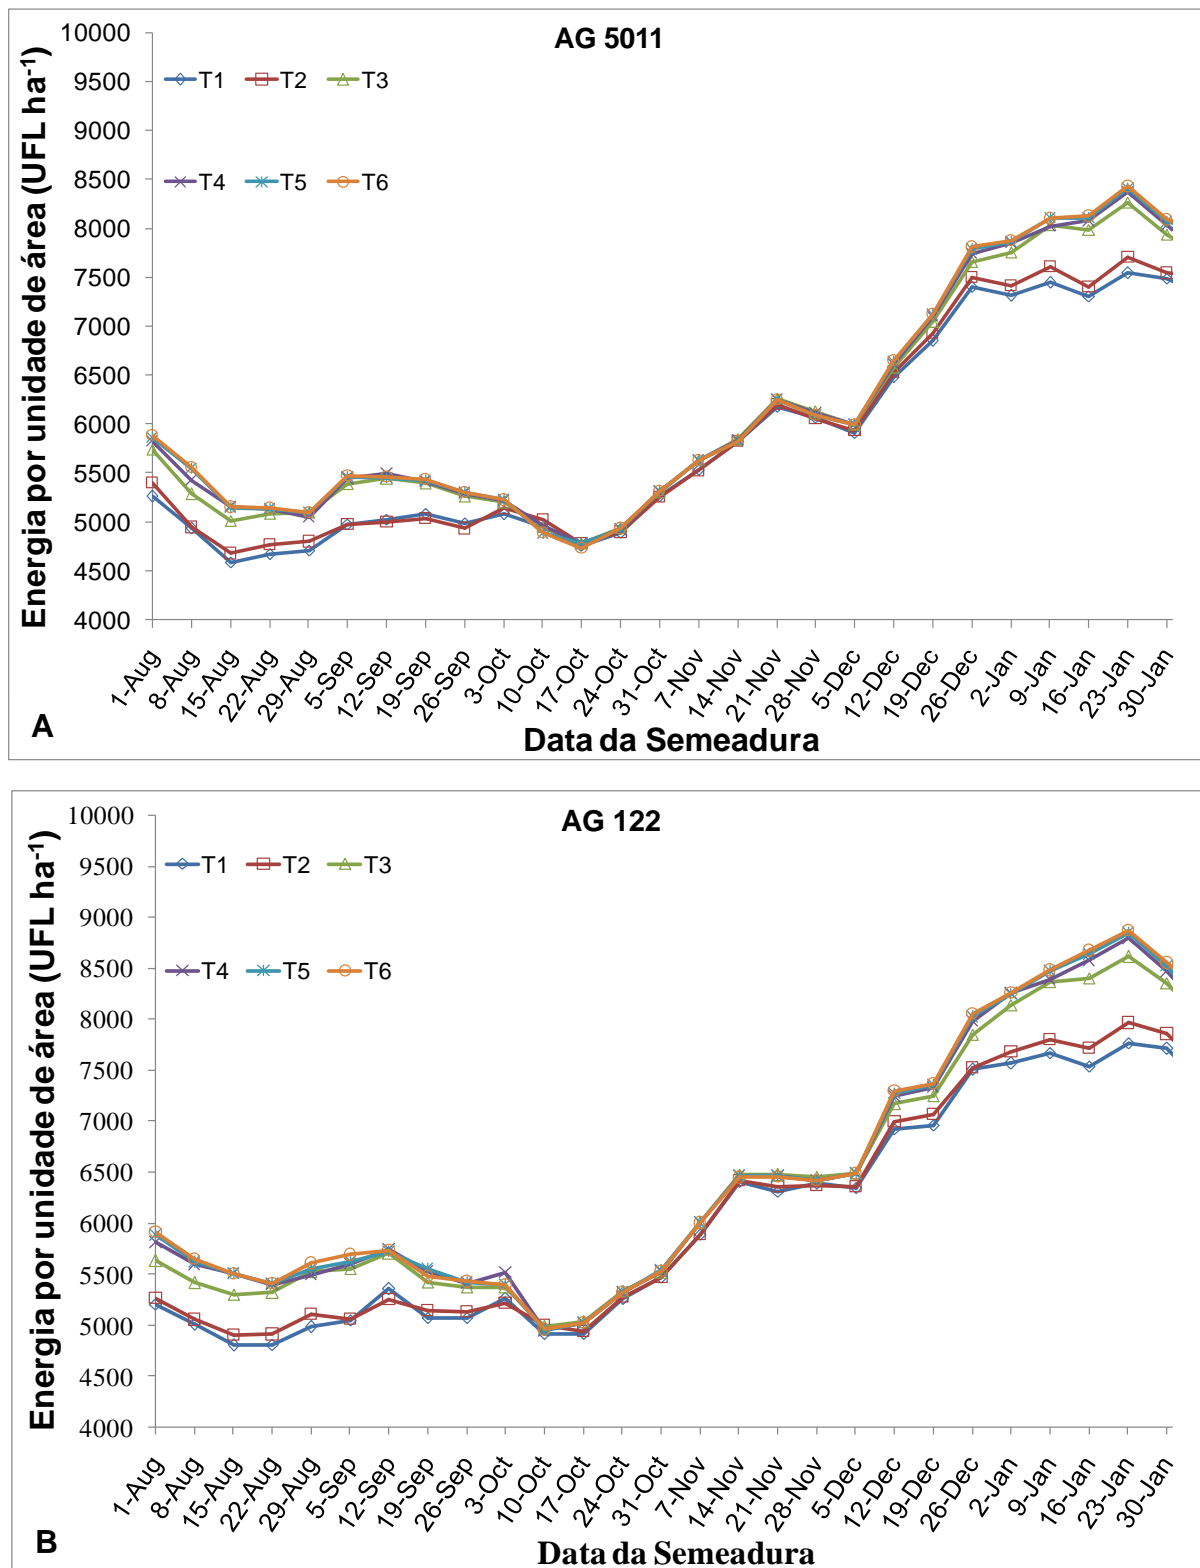 AG 5011
10000
9500
9000
8500
8000
7500
7000
6500
6000
5500
5000
4500
4000
Energia por unidade de área (UFL ha-1)
T1 T2 T3
T4 T5 T6
1-Aug 8-Aug 15-Aug 22-Aug 29-Aug 5-Sep 12-Sep 19-Sep 26-Sep 3-Oct 10-Oct 17-Oct 24-Oct 31-Oct 7-Nov 14-Nov 21-Nov 28-Nov 5-Dec 12-Dec 19-Dec 26-Dec 2-Jan 9-Jan 16-Jan 23-Jan 30-Jan
A
Data da Semeadura
AG 122
10000
9500
9000
8500
8000
7500
7000
6500
6000
5500
5000
4500
4000
Energia por unidade de área (UFL ha-1)
T1 T2 T3
T4 T5 T6
1-Aug 8-Aug 15-Aug 22-Aug 29-Aug 5-Sep 12-Sep 19-Sep 26-Sep 3-Oct 10-Oct 17-Oct 24-Oct 31-Oct 7-Nov 14-Nov 21-Nov 28-Nov 5-Dec 12-Dec 19-Dec 26-Dec 2-Jan 9-Jan 16-Jan 23-Jan 30-Jan
B
Data da Semeadura